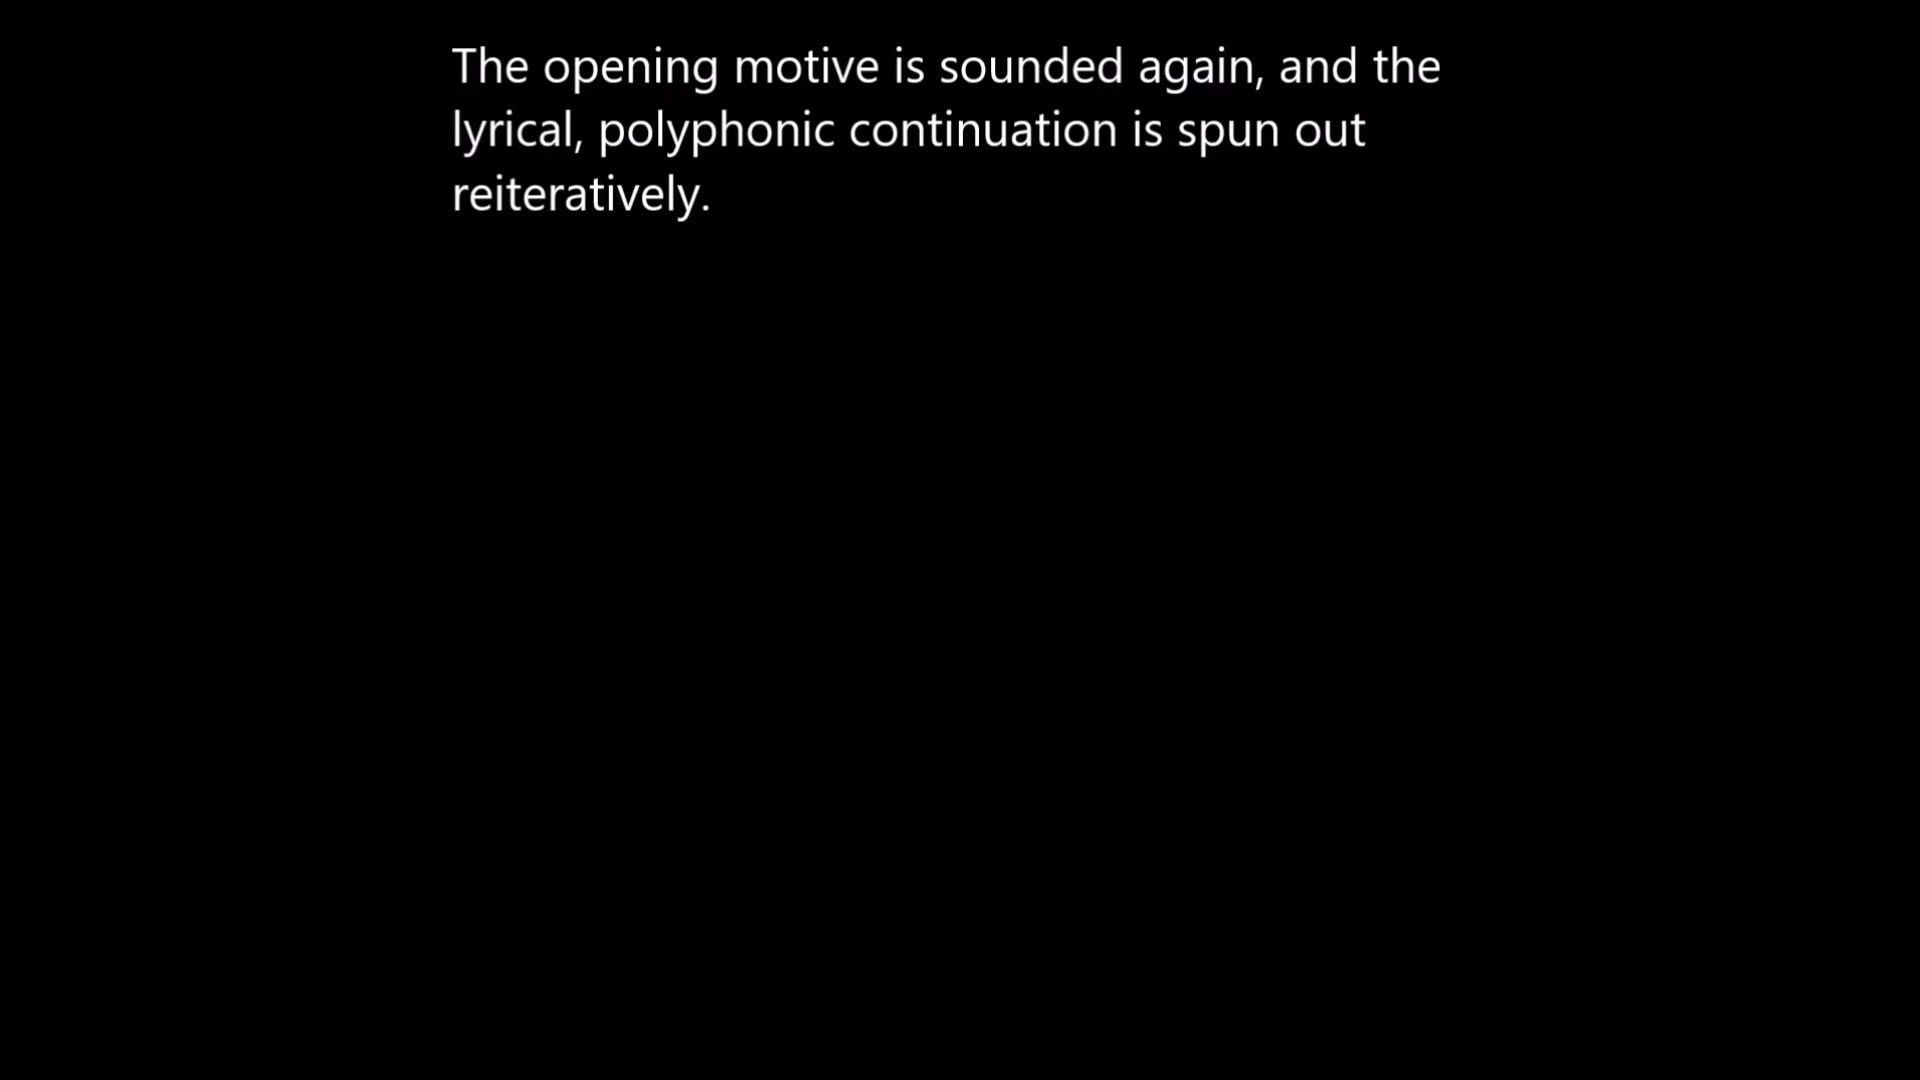 The opening motive is sounded again, and the
lyrical, polyphonic continuation is spun out
reiteratively.